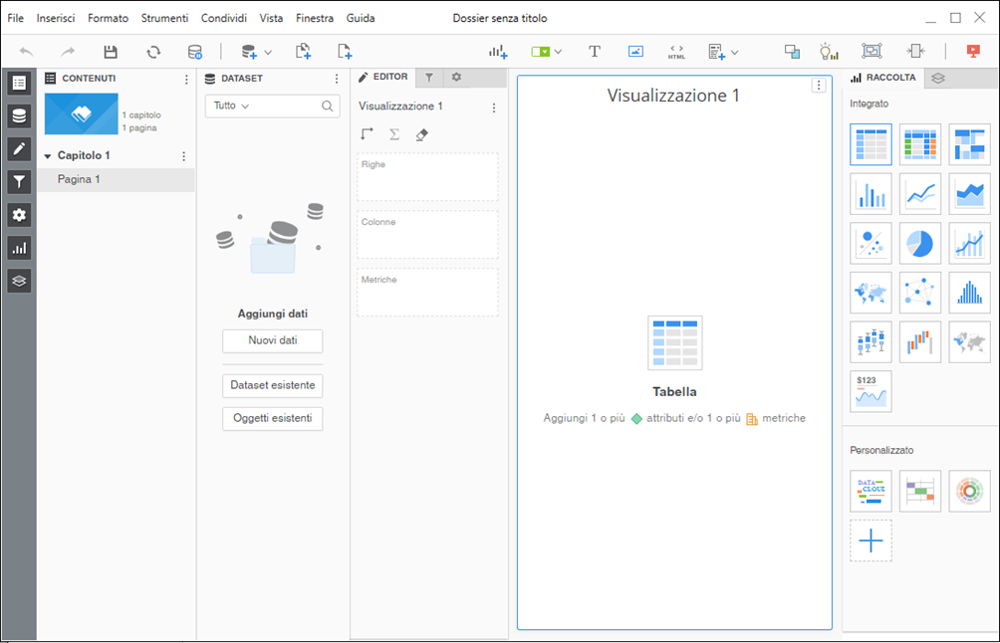 File Inserisci Formato Strumenti Condividi Vista Finestra Guida Dossier senza titolo
HTML
CONTENUTI
1 capitolo
1 pagina
Capitolo 1
Pagina 1
DATASET
Tutto
Aggiungi dati
Nuovi dati
Dataset esistente
Oggetti esistenti
EDITOR
Visualizzazione 1
Righe
Colonne
Metriche
Visualizzazione 1
Tabella
Aggiungi 1 o più attributi e/o 1 o più metriche
RACCOLTA
Integrato
$123
Personalizzato
DATA
CLOUD